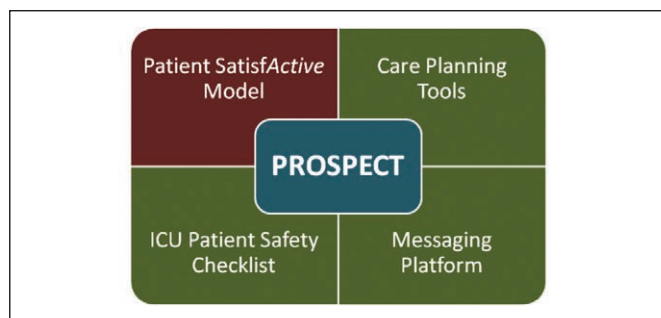 Patient SatisfActive
Model
Care Planning
Tools
PROSPECT
ICU Patient Safety
Checklist
Messaging
Platform